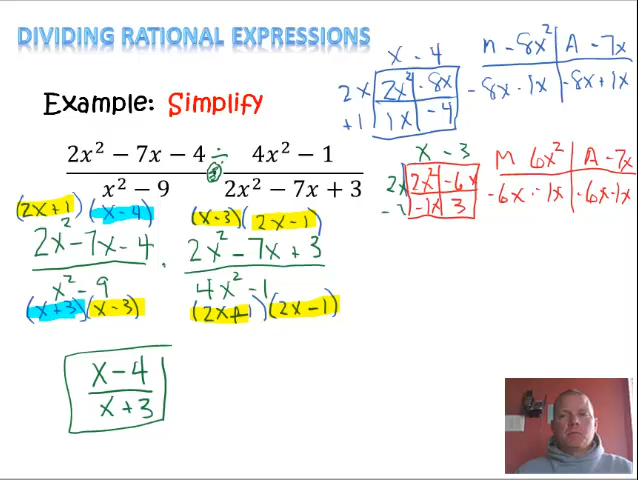 DIVIDING RATIONAL EXPRESSIONS
Example: Simplify
2x² − 7x − 4 ÷ 4x² − 1
x² − 9 2x² − 7x + 3
(2x+1) (x−4) (x−3) (2x−1)
2x² − 7x − 4 · 2x² − 7x + 3
x² − 9 4x² − 1
(x+3) (x−3) (2x+1) (2x−1)
x − 4
x + 3
x − 4
2x 2x² −8x
+1 1x −4
M −8x² A −7x
−8x · 1x −8x + 1x
x − 3
2x 2x² −6x
−1x 3
M 6x² A −7x
−6x · −1x −6x −1x